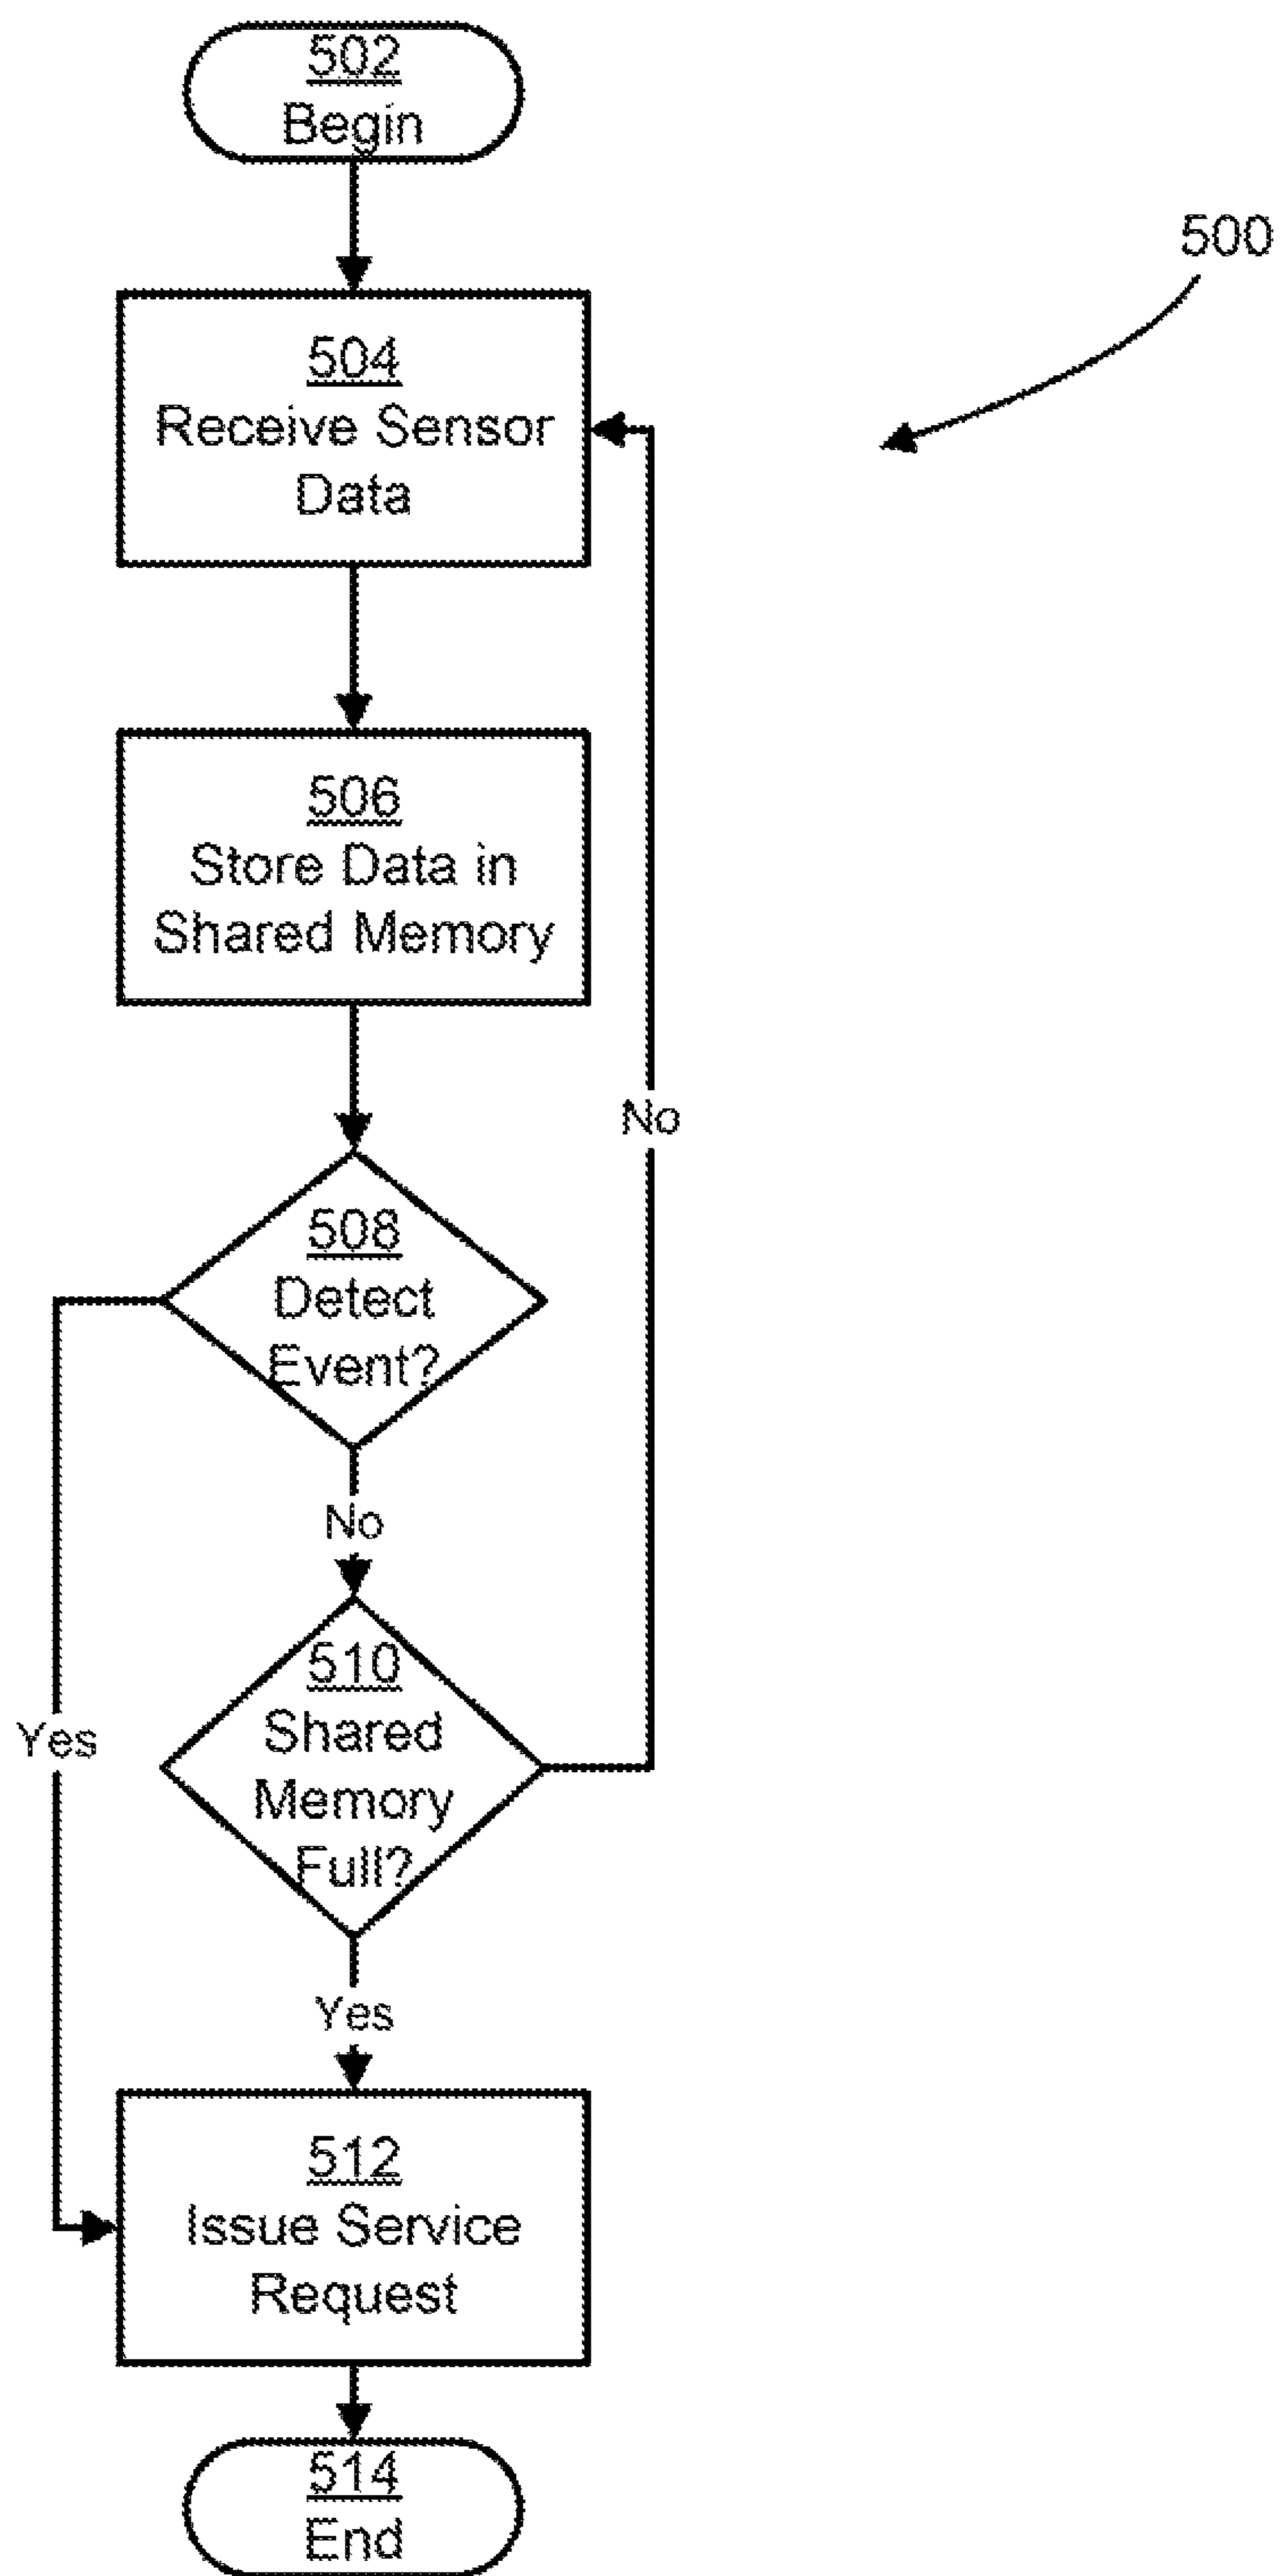 502
Begin
500
504
Receive Sensor
Data
506
Store Data in
Shared Memory
No
508
Detect
Event?
No
510
Shared
Memory
Full?
Yes
Yes
512
Issue Service
Request
514
End